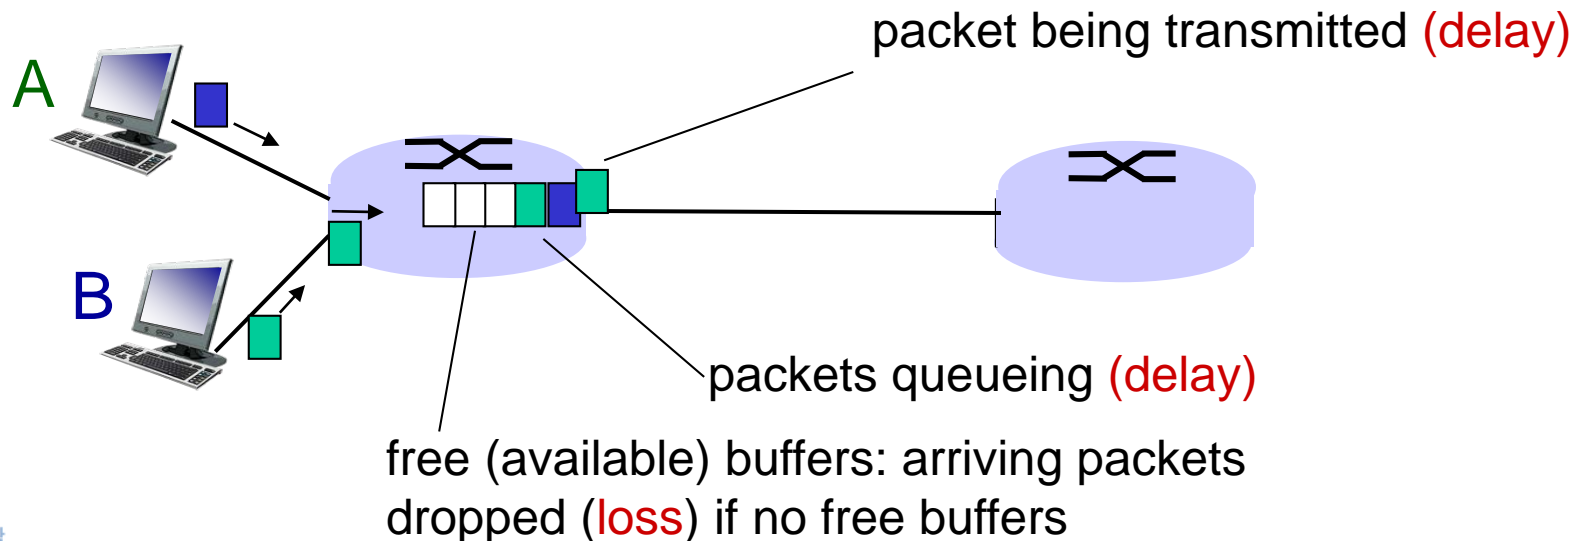 packet being transmitted (delay)
A
B
packets queueing (delay)
free (available) buffers: arriving packets
dropped (loss) if no free buffers